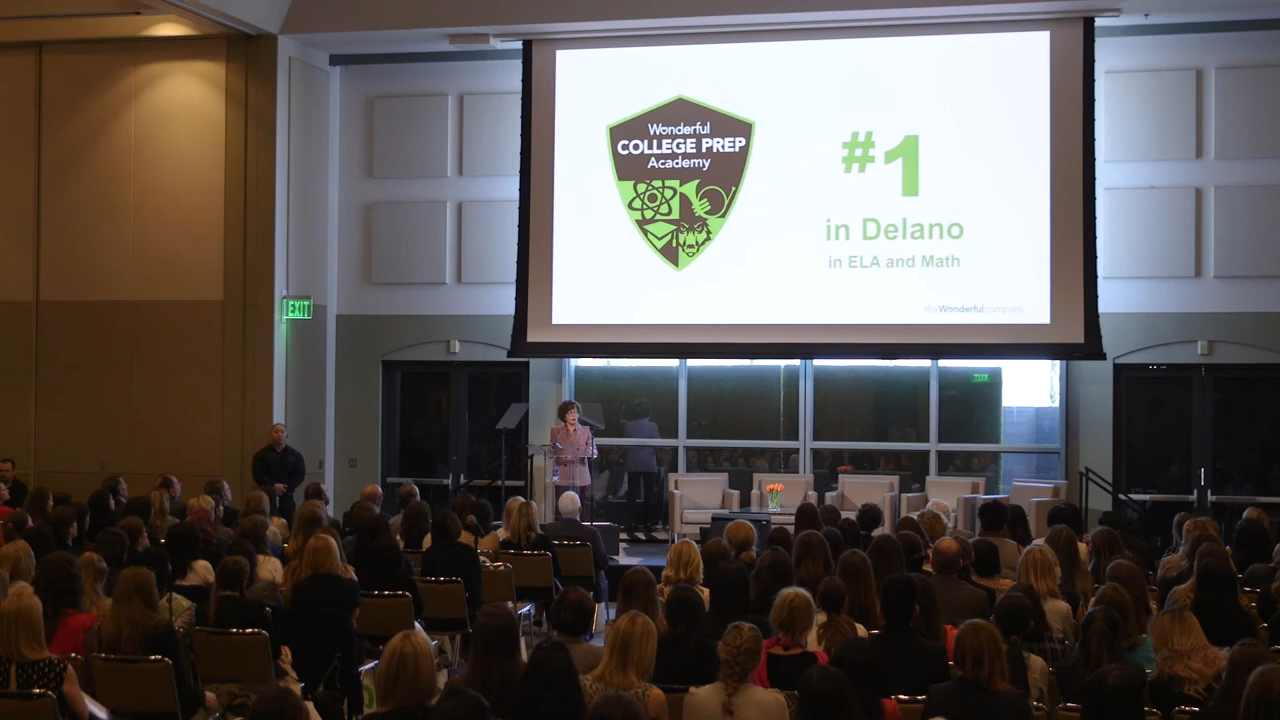 Wonderful
COLLEGE PREP
Academy
#1
in Delano
in ELA and Math
theWonderfulcompany
EXIT